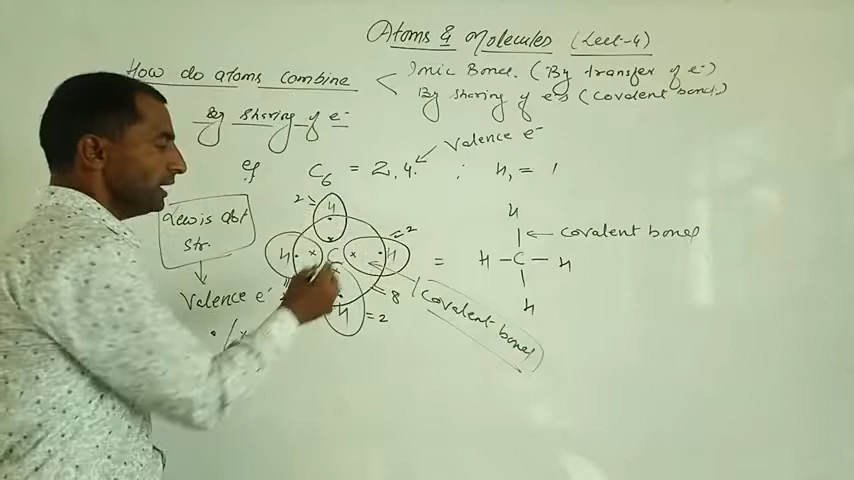 Atoms & Molecules (Lect-4)
How do atoms combine
Ionic Bond. (By transfer of e-)
By sharing of e-s (Covalent bond)
By sharing of e-
eg C6 = 2,4. Valence e- ; H1 = 1
Lewis dot
str.
Valence e-
. / x
2 = H
H . x C x . H = 2
H = 2
= 8
Covalent bond
=
H
H - C - H
H
Covalent bond